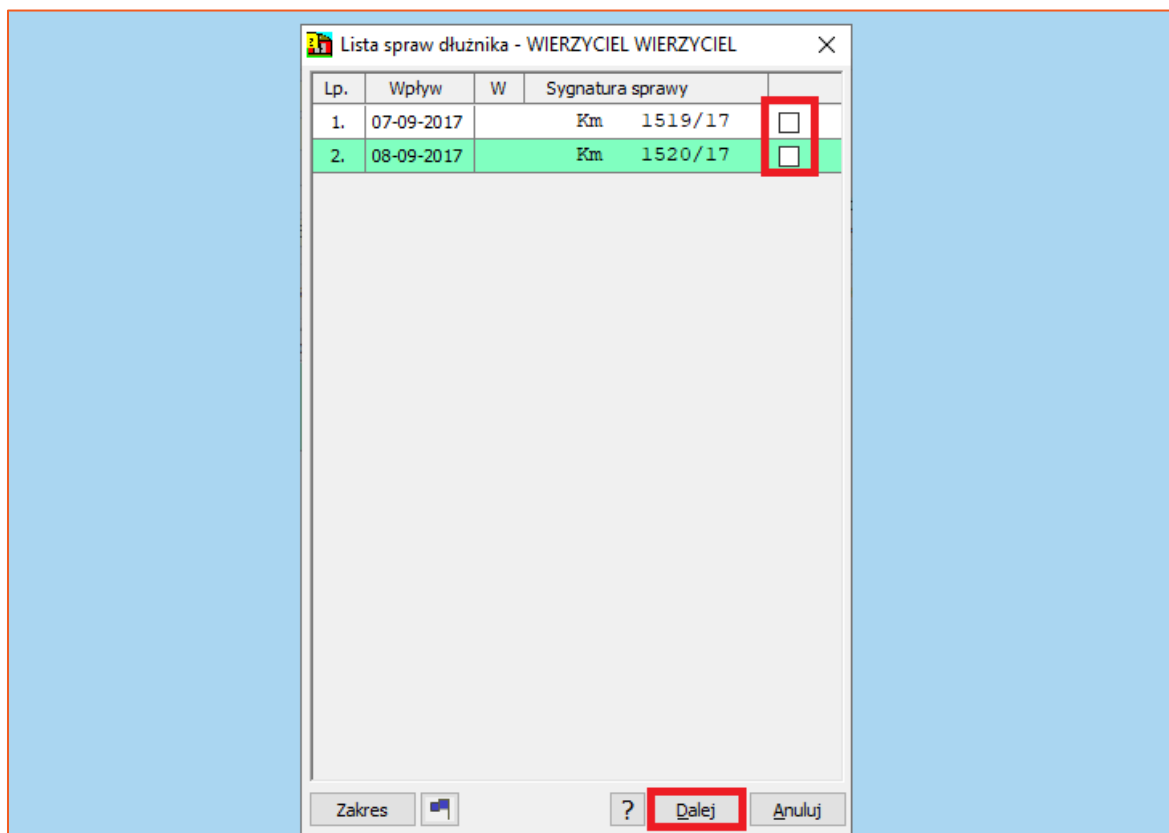 Lista spraw dłużnika - WIERZYCIEL WIERZYCIEL
Lp. Wpływ W Sygnatura sprawy
1. 07-09-2017 Km 1519/17
2. 08-09-2017 Km 1520/17
Zakres ? Dalej Anuluj